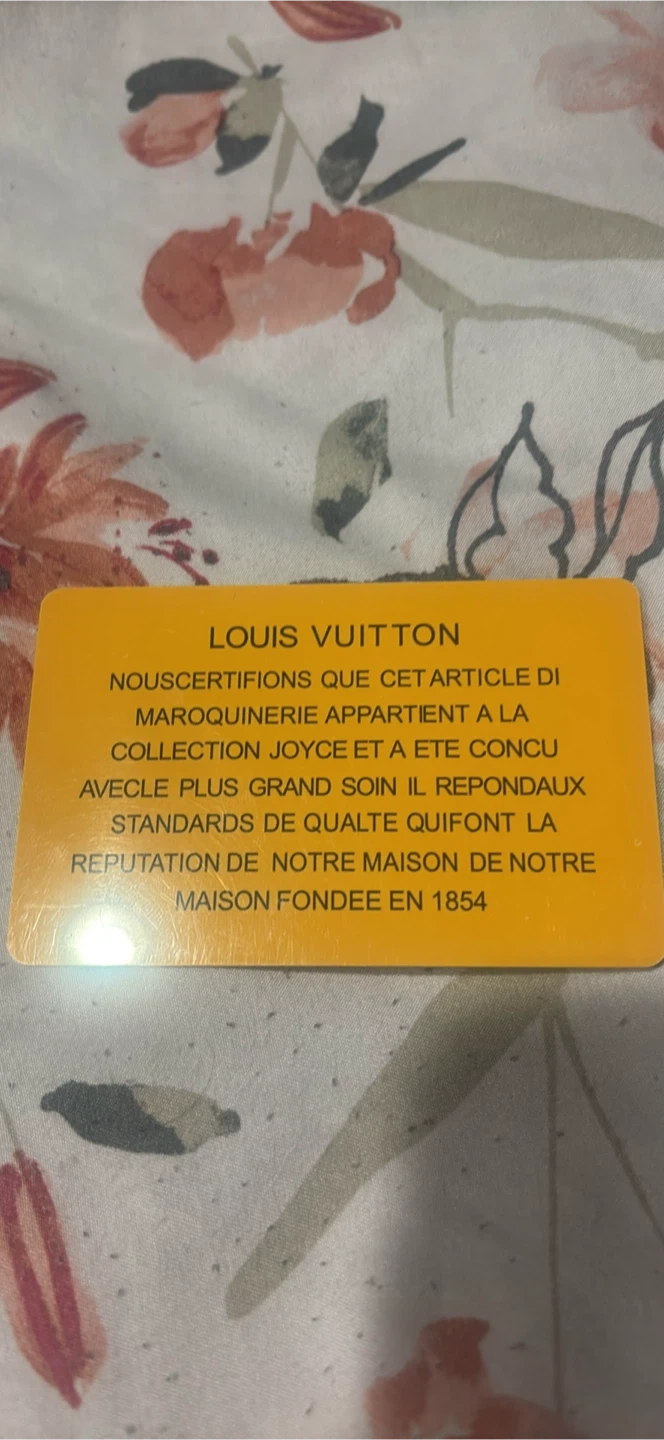 LOUIS VUITTON
NOUSCERTIFIONS QUE CETARTICLE DI
MAROQUINERIE APPARTIENT A LA
COLLECTION JOYCE ET A ETE CONCU
AVECLE PLUS GRAND SOIN IL REPONDAUX
STANDARDS DE QUALTE QUIFONT LA
REPUTATION DE NOTRE MAISON DE NOTRE
MAISON FONDEE EN 1854